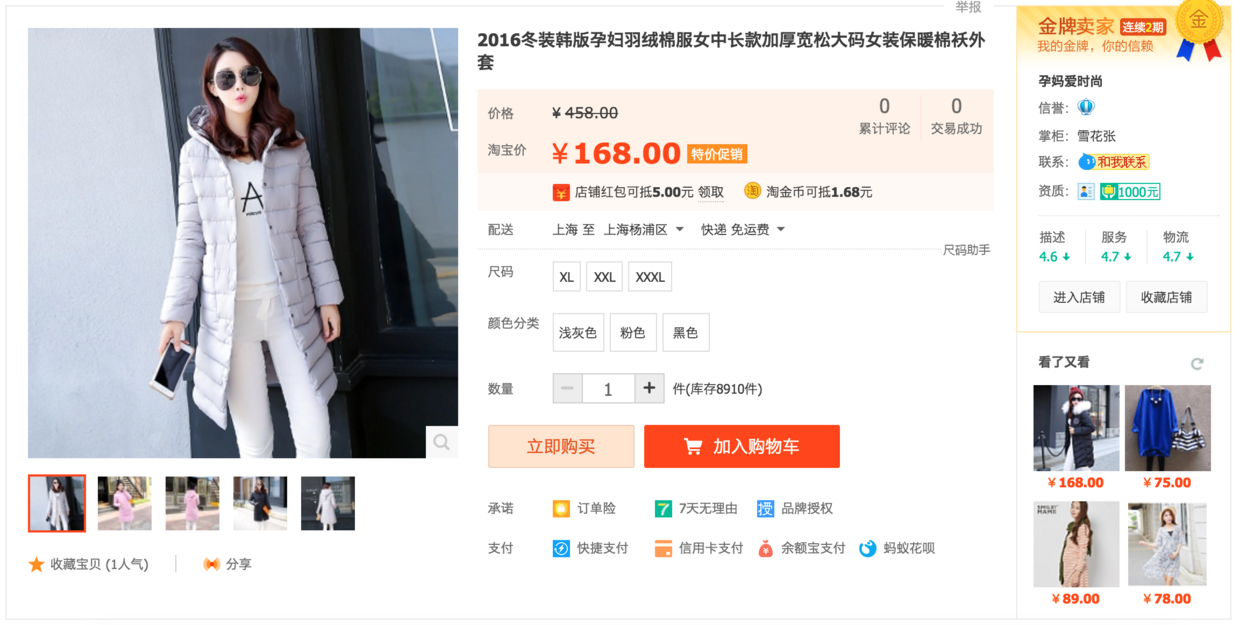 举报
2016冬装韩版孕妇羽绒棉服女中长款加厚宽松大码女装保暖棉袄外
套
价格
¥ 458.00
0
累计评论
0
交易成功
淘宝价
¥168.00 特价促销
店铺红包可抵5.00元 领取
淘 淘金币可抵1.68元
配送
上海 至 上海杨浦区
快递 免运费
尺码助手
尺码
XL
XXL
XXXL
颜色分类
浅灰色
粉色
黑色
数量
1
件(库存8910件)
立即购买
加入购物车
承诺
订单险
7 7天无理由
授 品牌授权
支付
快捷支付
信用卡支付
余额宝支付
蚂蚁花呗
A
收藏宝贝 (1人气)
分享
金牌卖家 连续2期
金
我的金牌，你的信赖
孕妈爱时尚
信誉:
掌柜: 雪花张
联系: 和我联系
资质: 1000元
描述
4.6
服务
4.7
物流
4.7
进入店铺
收藏店铺
看了又看
¥168.00
¥75.00
¥89.00
¥78.00